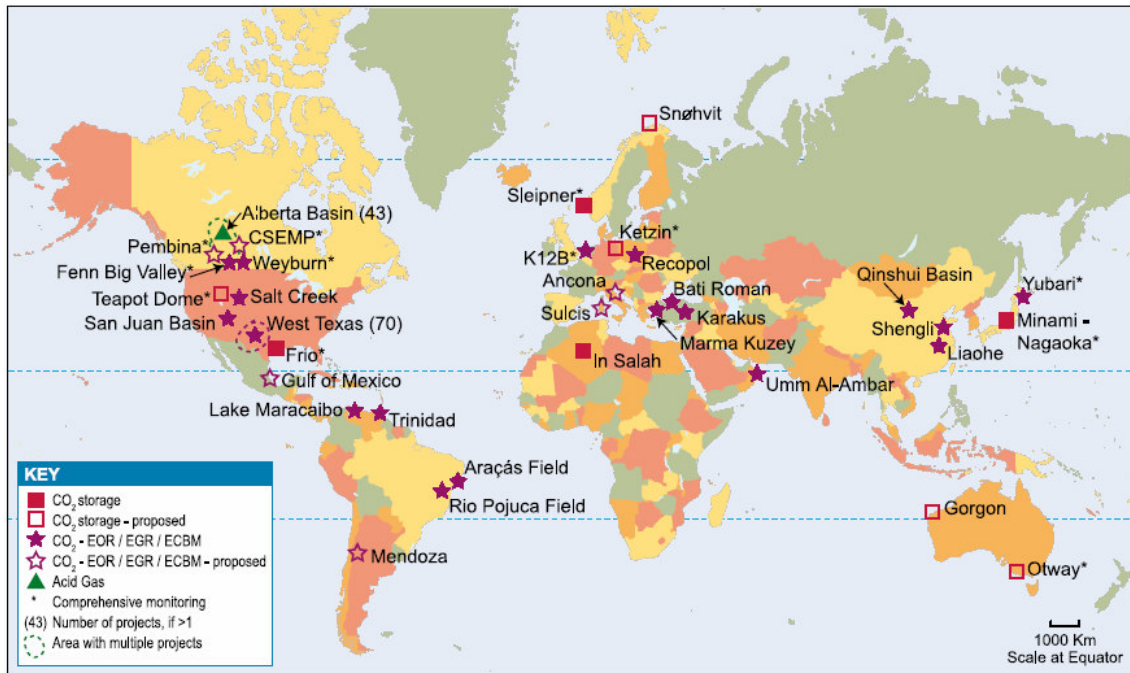 Snøhvit
Sleipner*
Alberta Basin (43)
Pembina*
CSEMP*
Fenn Big Valley*
Weyburn*
Teapot Dome*
Salt Creek
San Juan Basin
West Texas (70)
Frio*
Gulf of Mexico
Lake Maracaibo
Trinidad
Araçás Field
Rio Pojuca Field
Mendoza
Ketzin*
K12B*
Recopol
Ancona
Bati Roman
Sulcis
Karakus
Marma Kuzey
In Salah
Umm Al-Ambar
Qinshui Basin
Yubari*
Shengli
Minami -
Nagaoka*
Liaohe
Gorgon
Otway*
KEY
CO₂ storage
CO₂ storage – proposed
CO₂ - EOR / EGR / ECBM
CO₂ - EOR / EGR / ECBM – proposed
Acid Gas
* Comprehensive monitoring
(43) Number of projects, if >1
Area with multiple projects
1000 Km
Scale at Equator